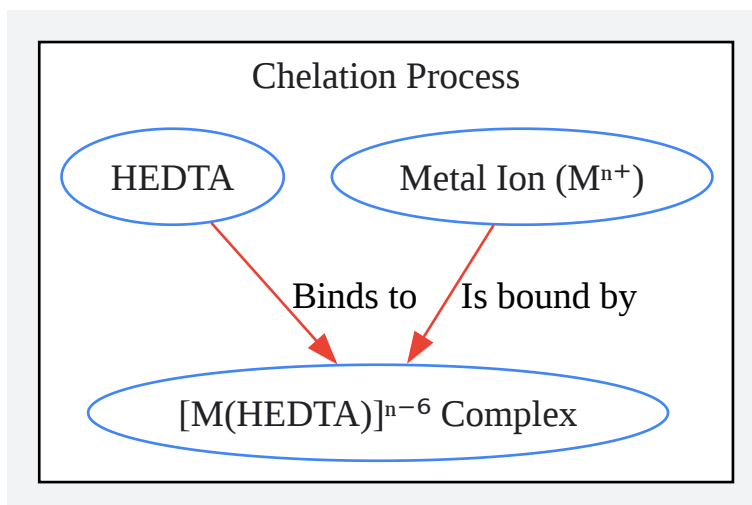 Chelation Process
HEDTA
Metal Ion (Mⁿ⁺)
Binds to
Is bound by
[M(HEDTA)]ⁿ⁻⁶ Complex